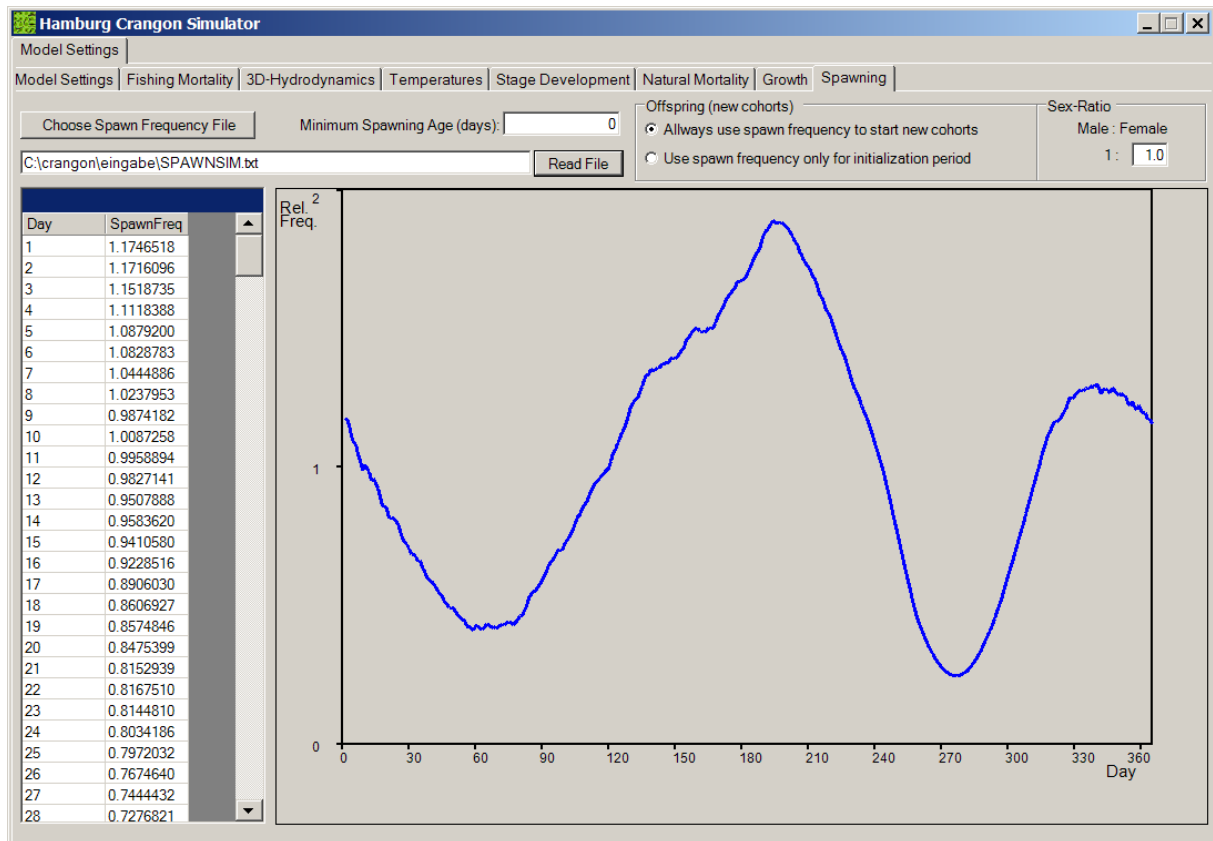 Hamburg Crangon Simulator
Model Settings
Model Settings Fishing Mortality 3D-Hydrodynamics Temperatures Stage Development Natural Mortality Growth Spawning
Choose Spawn Frequency File Minimum Spawning Age (days): 0
C:\crangon\eingabe\SPAWNSIM.txt Read File
Offspring (new cohorts)
Allways use spawn frequency to start new cohorts
Use spawn frequency only for initialization period
Sex-Ratio
Male : Female
1 : 1.0
Day SpawnFreq
1 1.1746518
2 1.1716096
3 1.1518735
4 1.1118388
5 1.0879200
6 1.0828783
7 1.0444886
8 1.0237953
9 0.9874182
10 1.0087258
11 0.9958894
12 0.9827141
13 0.9507888
14 0.9583620
15 0.9410580
16 0.9228516
17 0.8906030
18 0.8606927
19 0.8574846
20 0.8475399
21 0.8152939
22 0.8167510
23 0.8144810
24 0.8034186
25 0.7972032
26 0.7674640
27 0.7444432
28 0.7276821
Rel. 2
Freq.
1
0
0 30 60 90 120 150 180 210 240 270 300 330 360
Day